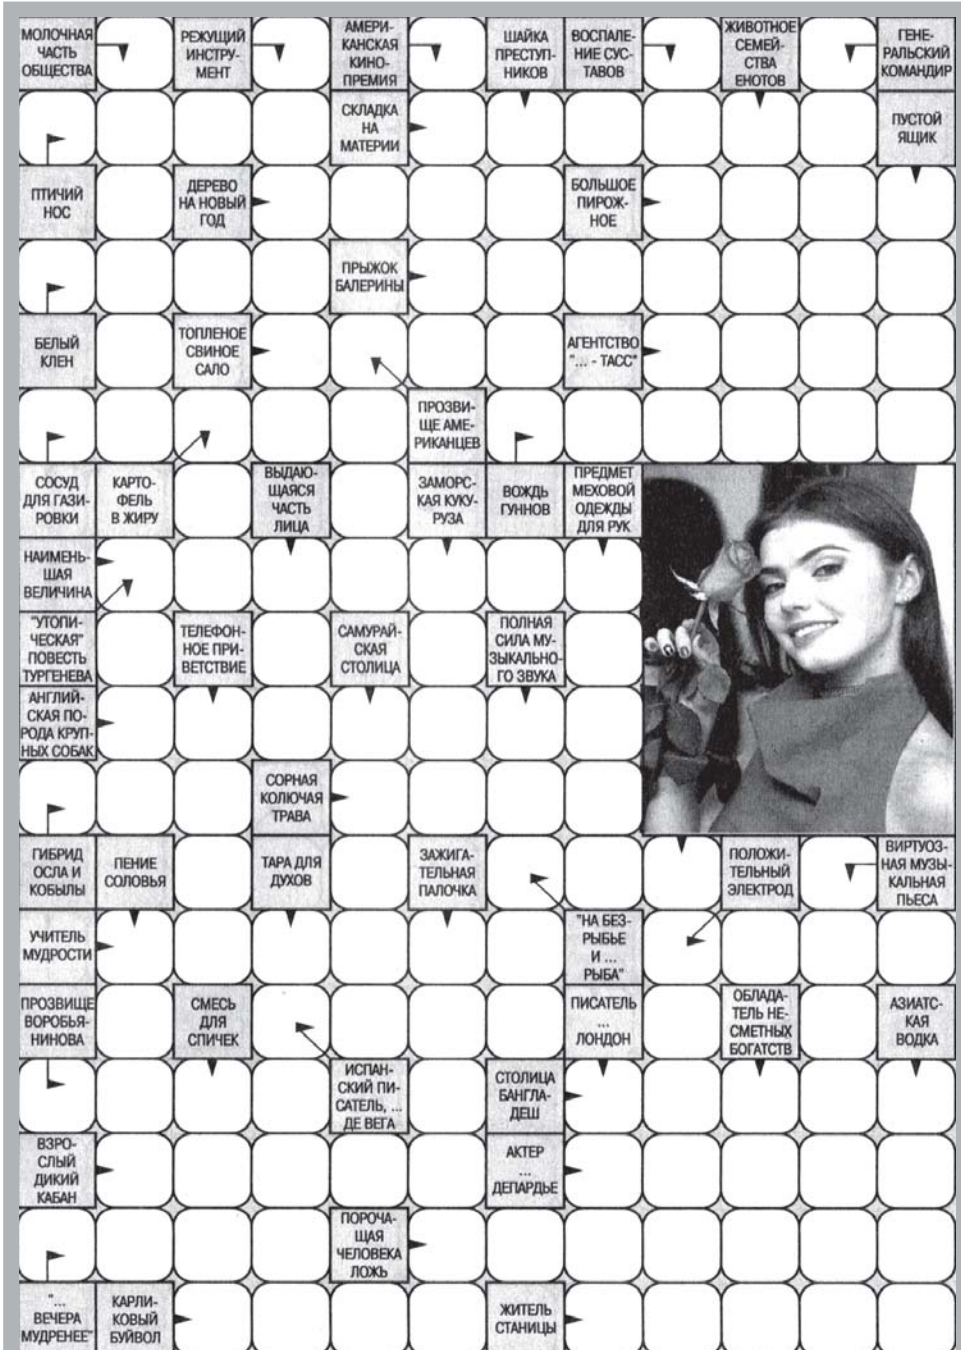 МОЛОЧНАЯ
ЧАСТЬ
ОБЩЕСТВА
РЕЖУЩИЙ
ИНСТРУ-
МЕНТ
АМЕРИ-
КАНСКАЯ
КИНО-
ПРЕМИЯ
ШАЙКА
ПРЕСТУП-
НИКОВ
ВОСПАЛЕ-
НИЕ СУС-
ТАВОВ
ЖИВОТНОЕ
СЕМЕЙ-
СТВА
ЕНОТОВ
ГЕНЕ-
РАЛЬСКИЙ
КОМАНДИР
СКЛАДКА
НА
МАТЕРИИ
ПУСТОЙ
ЯЩИК
ПТИЧИЙ
НОС
ДЕРЕВО
НА НОВЫЙ
ГОД
БОЛЬШОЕ
ПИРОЖ-
НОЕ
ПРЫЖОК
БАЛЕРИНЫ
БЕЛЫЙ
КЛЕН
ТОПЛЕНОЕ
СВИНОЕ
САЛО
АГЕНТСТВО
"... - ТАСС"
ПРОЗВИ-
ЩЕ АМЕ-
РИКАНЦЕВ
СОСУД
ДЛЯ ГАЗИ-
РОВКИ
КАРТО-
ФЕЛЬ
В ЖИРУ
ВЫДАЮ-
ЩАЯСЯ
ЧАСТЬ
ЛИЦА
ЗАМОРС-
КАЯ КУКУ-
РУЗА
ВОЖДЬ
ГУННОВ
ПРЕДМЕТ
МЕХОВОЙ
ОДЕЖДЫ
ДЛЯ РУК
НАИМЕНЬ-
ШАЯ
ВЕЛИЧИНА
"УТОПИ-
ЧЕСКАЯ"
ПОВЕСТЬ
ТУРГЕНЕВА
ТЕЛЕФОН-
НОЕ ПРИ-
ВЕТСТВИЕ
САМУРАЙ-
СКАЯ
СТОЛИЦА
ПОЛНАЯ
СИЛА МУ-
ЗЫКАЛЬНО-
ГО ЗВУКА
АНГЛИЙ-
СКАЯ ПО-
РОДА КРУП-
НЫХ СОБАК
СОРНАЯ
КОЛЮЧАЯ
ТРАВА
ГИБРИД
ОСЛА И
КОБЫЛЫ
ПЕНИЕ
СОЛОВЬЯ
ТАРА ДЛЯ
ДУХОВ
ЗАЖИГА-
ТЕЛЬНАЯ
ПАЛОЧКА
ПОЛОЖИ-
ТЕЛЬНЫЙ
ЭЛЕКТРОД
ВИРТУОЗ-
НАЯ МУЗЫ-
КАЛЬНАЯ
ПЬЕСА
УЧИТЕЛЬ
МУДРОСТИ
"НА БЕЗ-
РЫБЬЕ
И ...
РЫБА"
ПРОЗВИЩЕ
ВОРОБЬЯ-
НИНОВА
СМЕСЬ
ДЛЯ
СПИЧЕК
ПИСАТЕЛЬ
...
ЛОНДОН
ОБЛАДА-
ТЕЛЬ НЕ-
СМЕТНЫХ
БОГАТСТВ
АЗИАТС-
КАЯ
ВОДКА
ИСПАН-
СКИЙ ПИ-
САТЕЛЬ, ...
ДЕ ВЕГА
СТОЛИЦА
БАНГЛА-
ДЕШ
ВЗРО-
СЛЫЙ
ДИКИЙ
КАБАН
АКТЕР
...
ДЕПАРДЬЕ
ПОРОЧА-
ЩАЯ
ЧЕЛОВЕКА
ЛОЖЬ
"...
ВЕЧЕРА
МУДРЕНЕЕ"
КАРЛИ-
КОВЫЙ
БУЙВОЛ
ЖИТЕЛЬ
СТАНИЦЫ